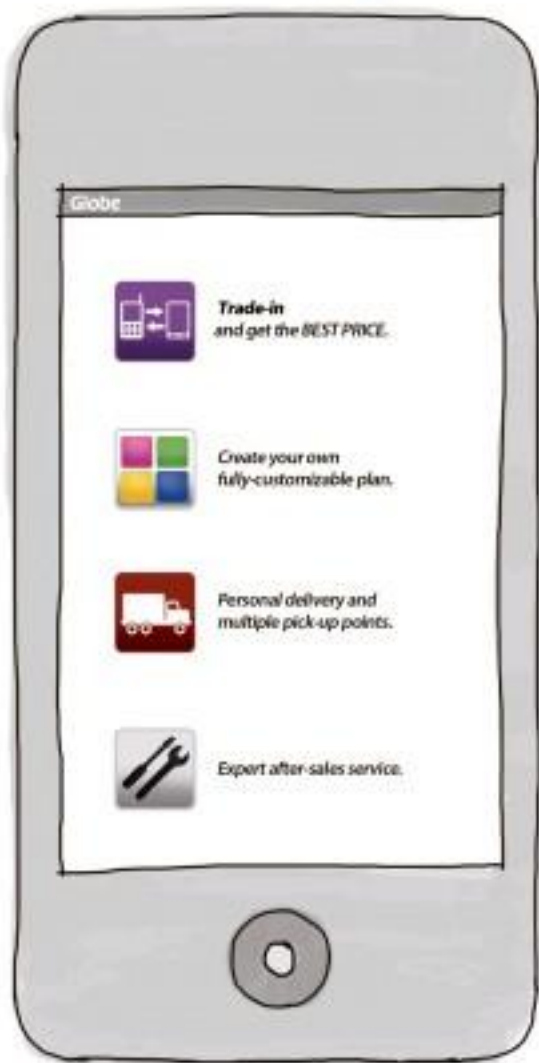 Globe
Trade-in
and get the BEST PRICE.
Create your own
fully-customizable plan.
Personal delivery and
multiple pick-up points.
Expert after-sales service.